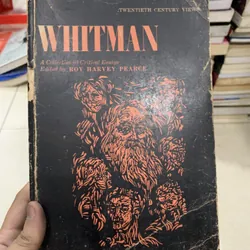 TWENTIETH CENTURY VIEWS
WHITMAN
A Collection of Critical Essays
Edited by ROY HARVEY PEARCE